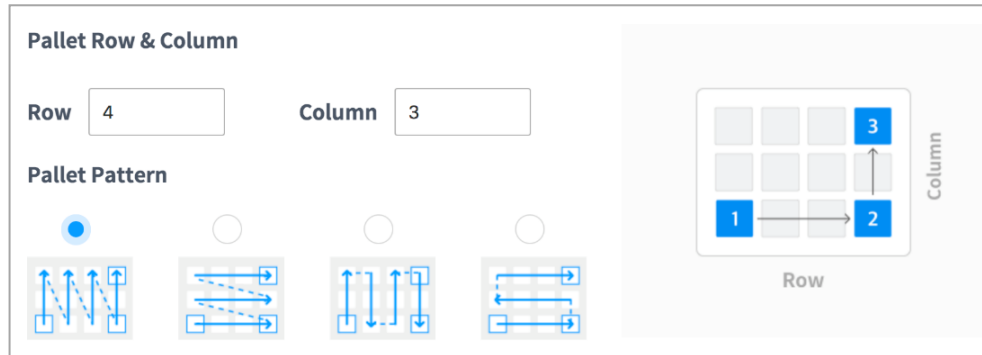 Pallet Row & Column
Row 4 Column 3
Pallet Pattern
3
1 2
Column
Row